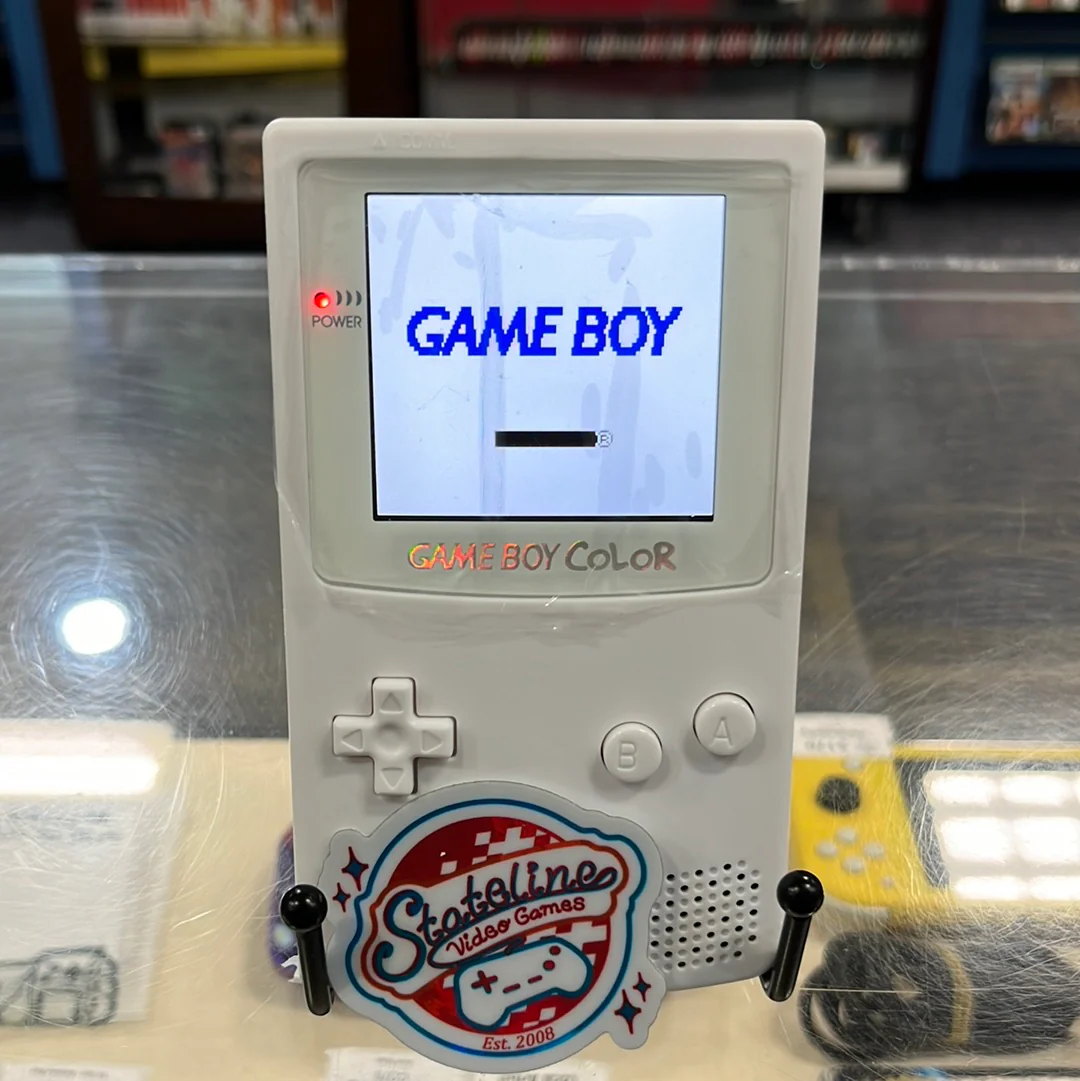 POWER
GAME BOY
®
GAME BOY COLOR
B
A
Stateline
Video Games
Est. 2008